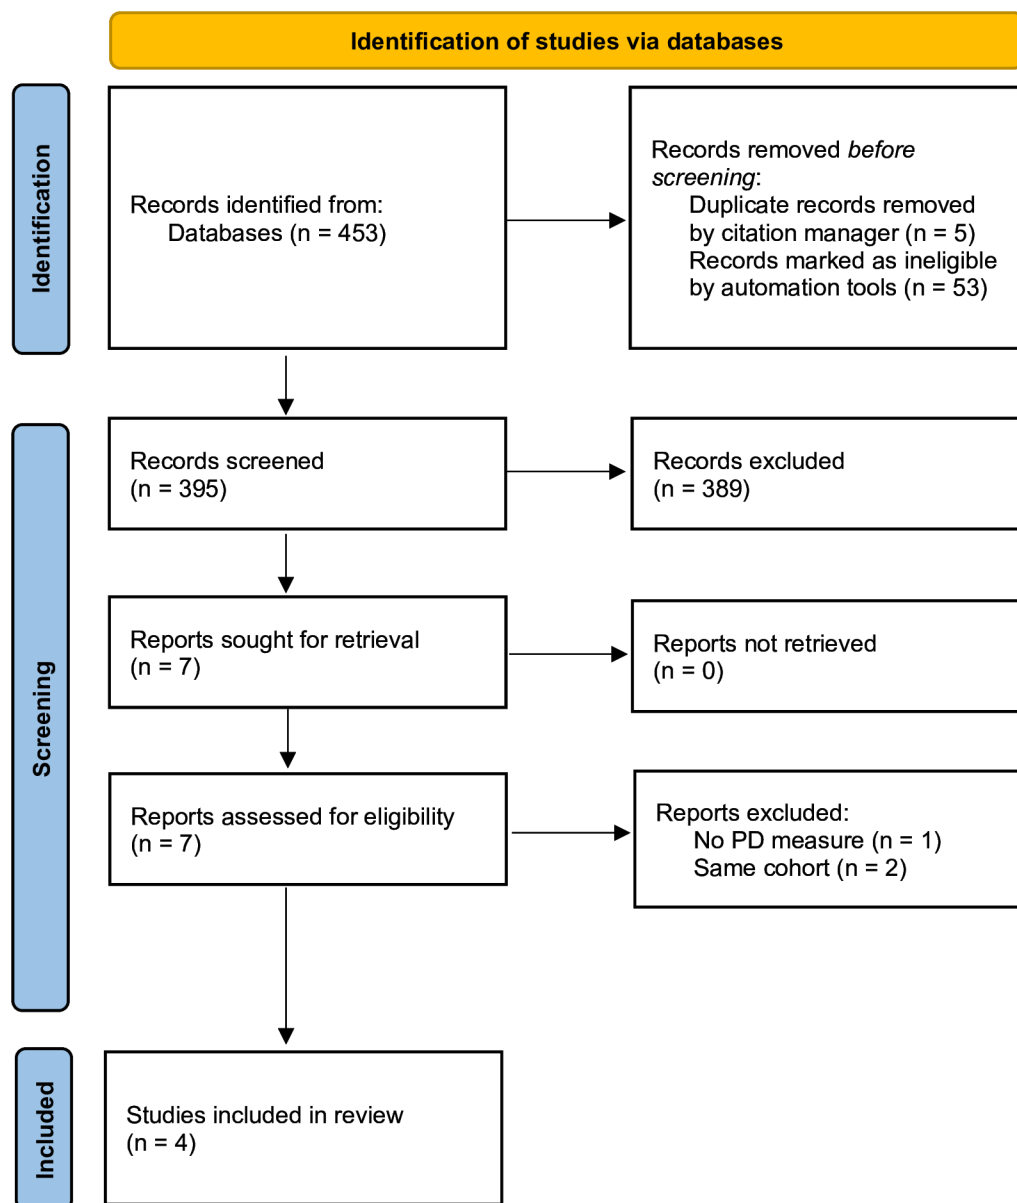 Identification of studies via databases
Identification
Records identified from:
Databases (n = 453)
Records removed before
screening:
Duplicate records removed
by citation manager (n = 5)
Records marked as ineligible
by automation tools (n = 53)
Screening
Records screened
(n = 395)
Records excluded
(n = 389)
Reports sought for retrieval
(n = 7)
Reports not retrieved
(n = 0)
Reports assessed for eligibility
(n = 7)
Reports excluded:
No PD measure (n = 1)
Same cohort (n = 2)
Included
Studies included in review
(n = 4)